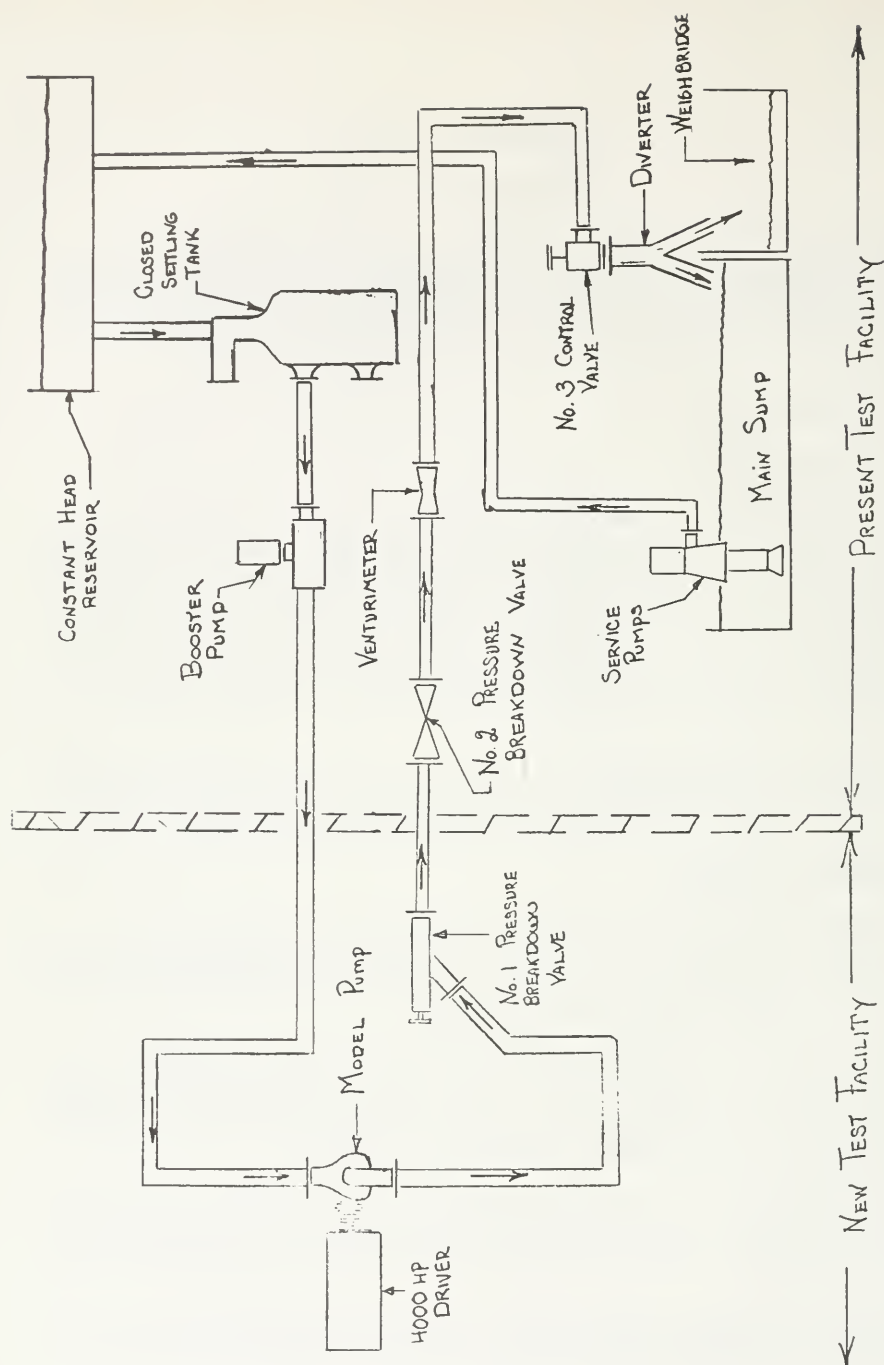 CONSTANT HEAD
RESERVOIR
CLOSED
SETTLING
TANK
BOOSTER
PUMP
VENTURIMETER
No. 2 PRESSURE
BREAKDOWN VALVE
No. 3 CONTROL
VALVE
DIVERTER
WEIGHBRIDGE
MAIN SUMP
SERVICE
PUMPS
No. 1 PRESSURE
BREAKDOWN
VALVE
MODEL PUMP
4000 HP
DRIVER
NEW TEST FACILITY
PRESENT TEST FACILITY